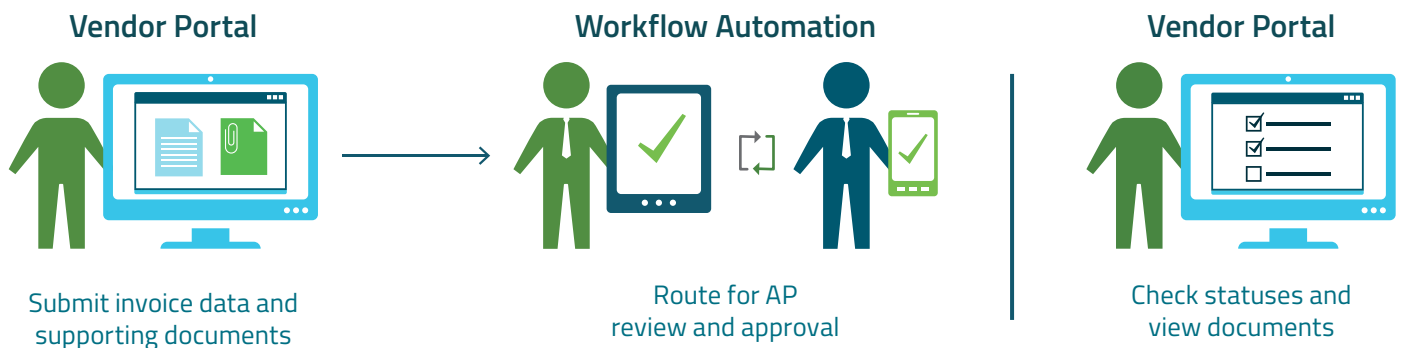 Vendor Portal
Submit invoice data and
supporting documents
Workflow Automation
Route for AP
review and approval
Vendor Portal
Check statuses and
view documents